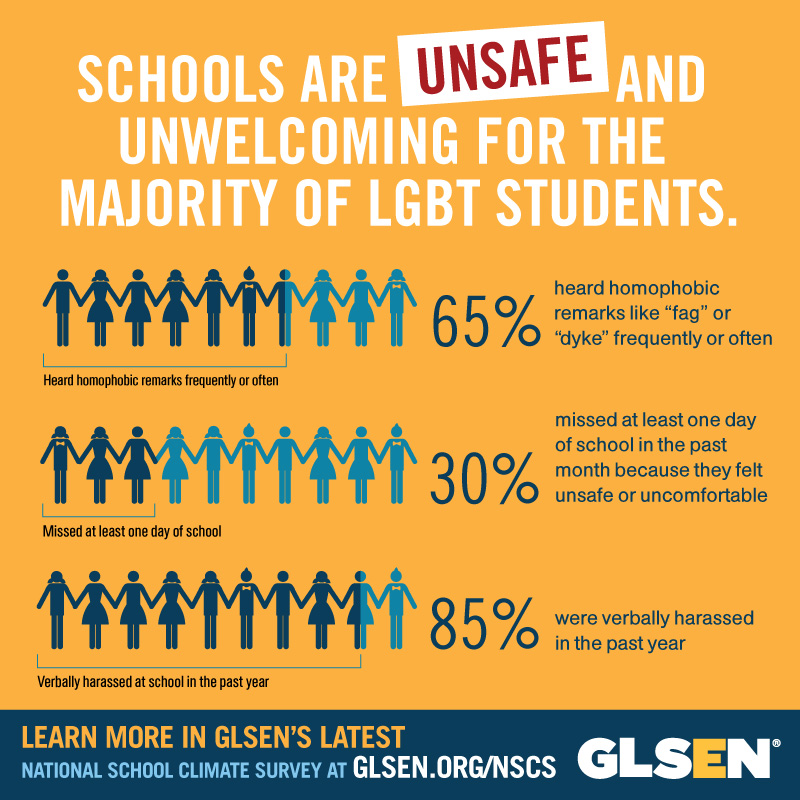 SCHOOLS ARE UNSAFE AND
UNWELCOMING FOR THE
MAJORITY OF LGBT STUDENTS.
65%
heard homophobic
remarks like “fag” or
“dyke” frequently or often
Heard homophobic remarks frequently or often
30%
missed at least one day
of school in the past
month because they felt
unsafe or uncomfortable
Missed at least one day of school
85%
were verbally harassed
in the past year
Verbally harassed at school in the past year
LEARN MORE IN GLSEN’S LATEST
NATIONAL SCHOOL CLIMATE SURVEY AT GLSEN.ORG/NSCS
GLSEN®